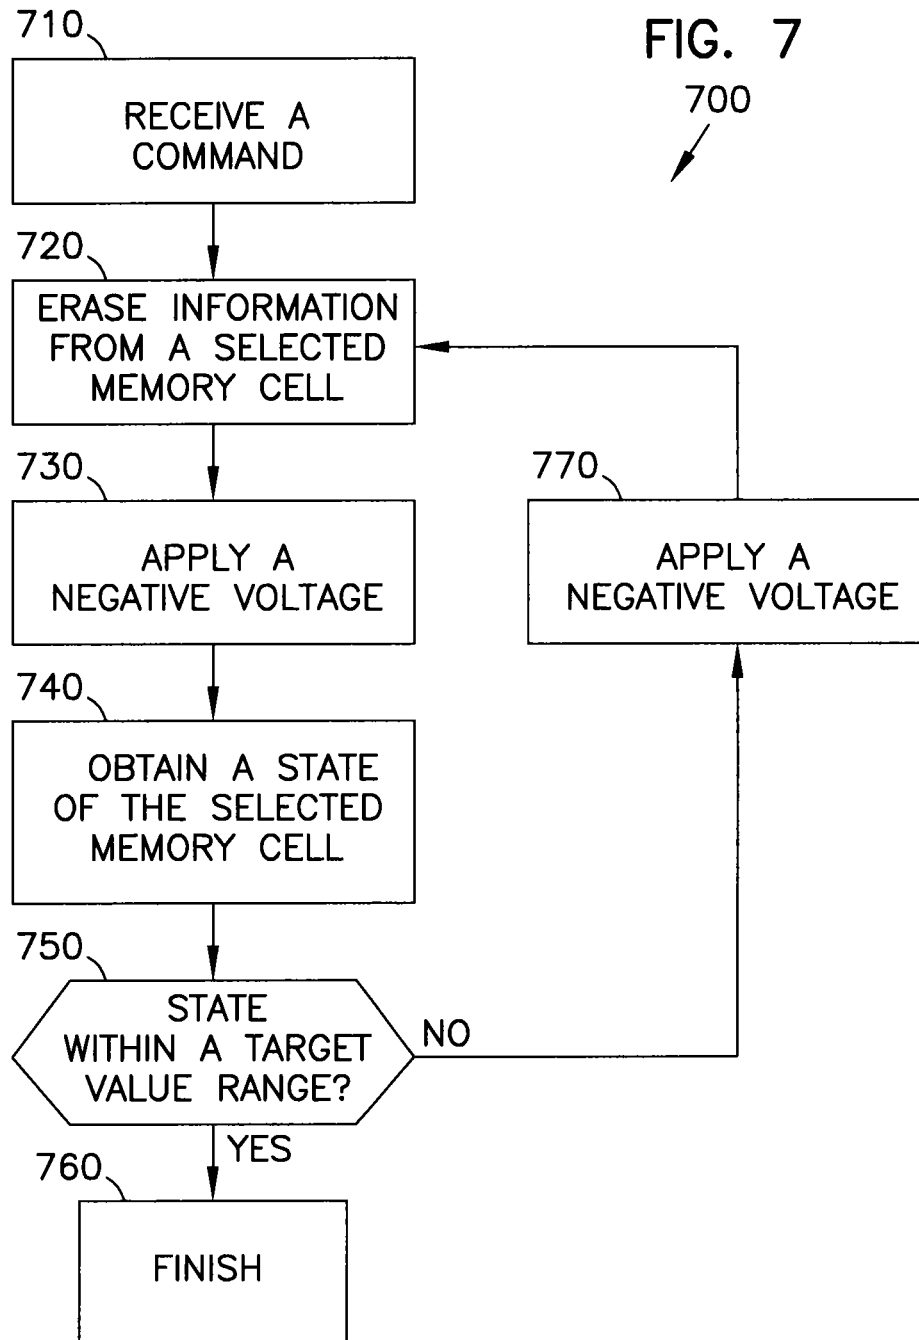 FIG. 7
700
710
RECEIVE A
COMMAND
720
ERASE INFORMATION
FROM A SELECTED
MEMORY CELL
730
APPLY A
NEGATIVE VOLTAGE
770
APPLY A
NEGATIVE VOLTAGE
740
OBTAIN A STATE
OF THE SELECTED
MEMORY CELL
750
STATE
WITHIN A TARGET
VALUE RANGE?
NO
YES
760
FINISH